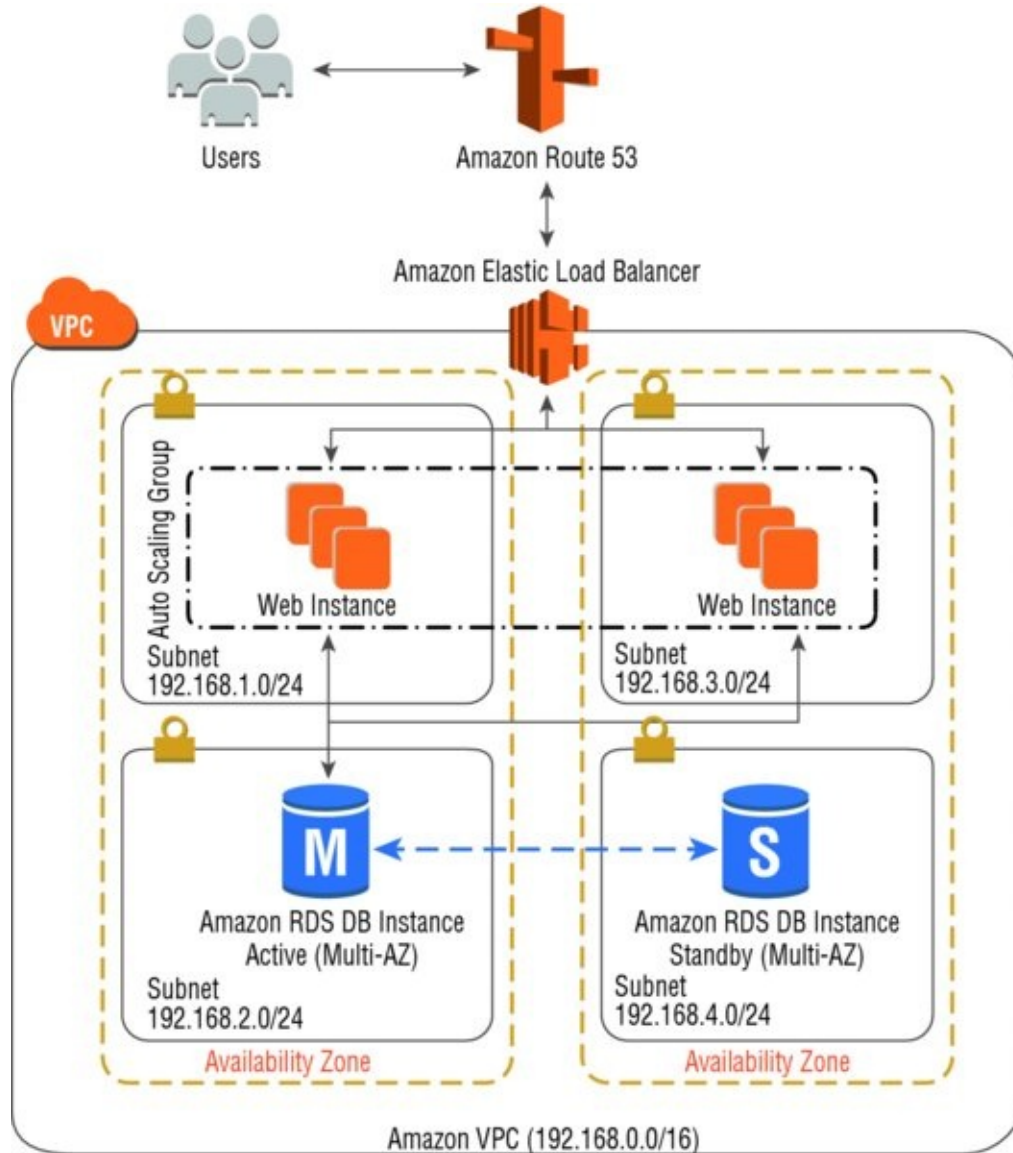 Users
Amazon Route 53
Amazon Elastic Load Balancer
VPC
Auto Scaling Group
Web Instance
Web Instance
Subnet
192.168.1.0/24
Subnet
192.168.3.0/24
M
S
Amazon RDS DB Instance
Active (Multi-AZ)
Amazon RDS DB Instance
Standby (Multi-AZ)
Subnet
192.168.2.0/24
Subnet
192.168.4.0/24
Availability Zone
Availability Zone
Amazon VPC (192.168.0.0/16)